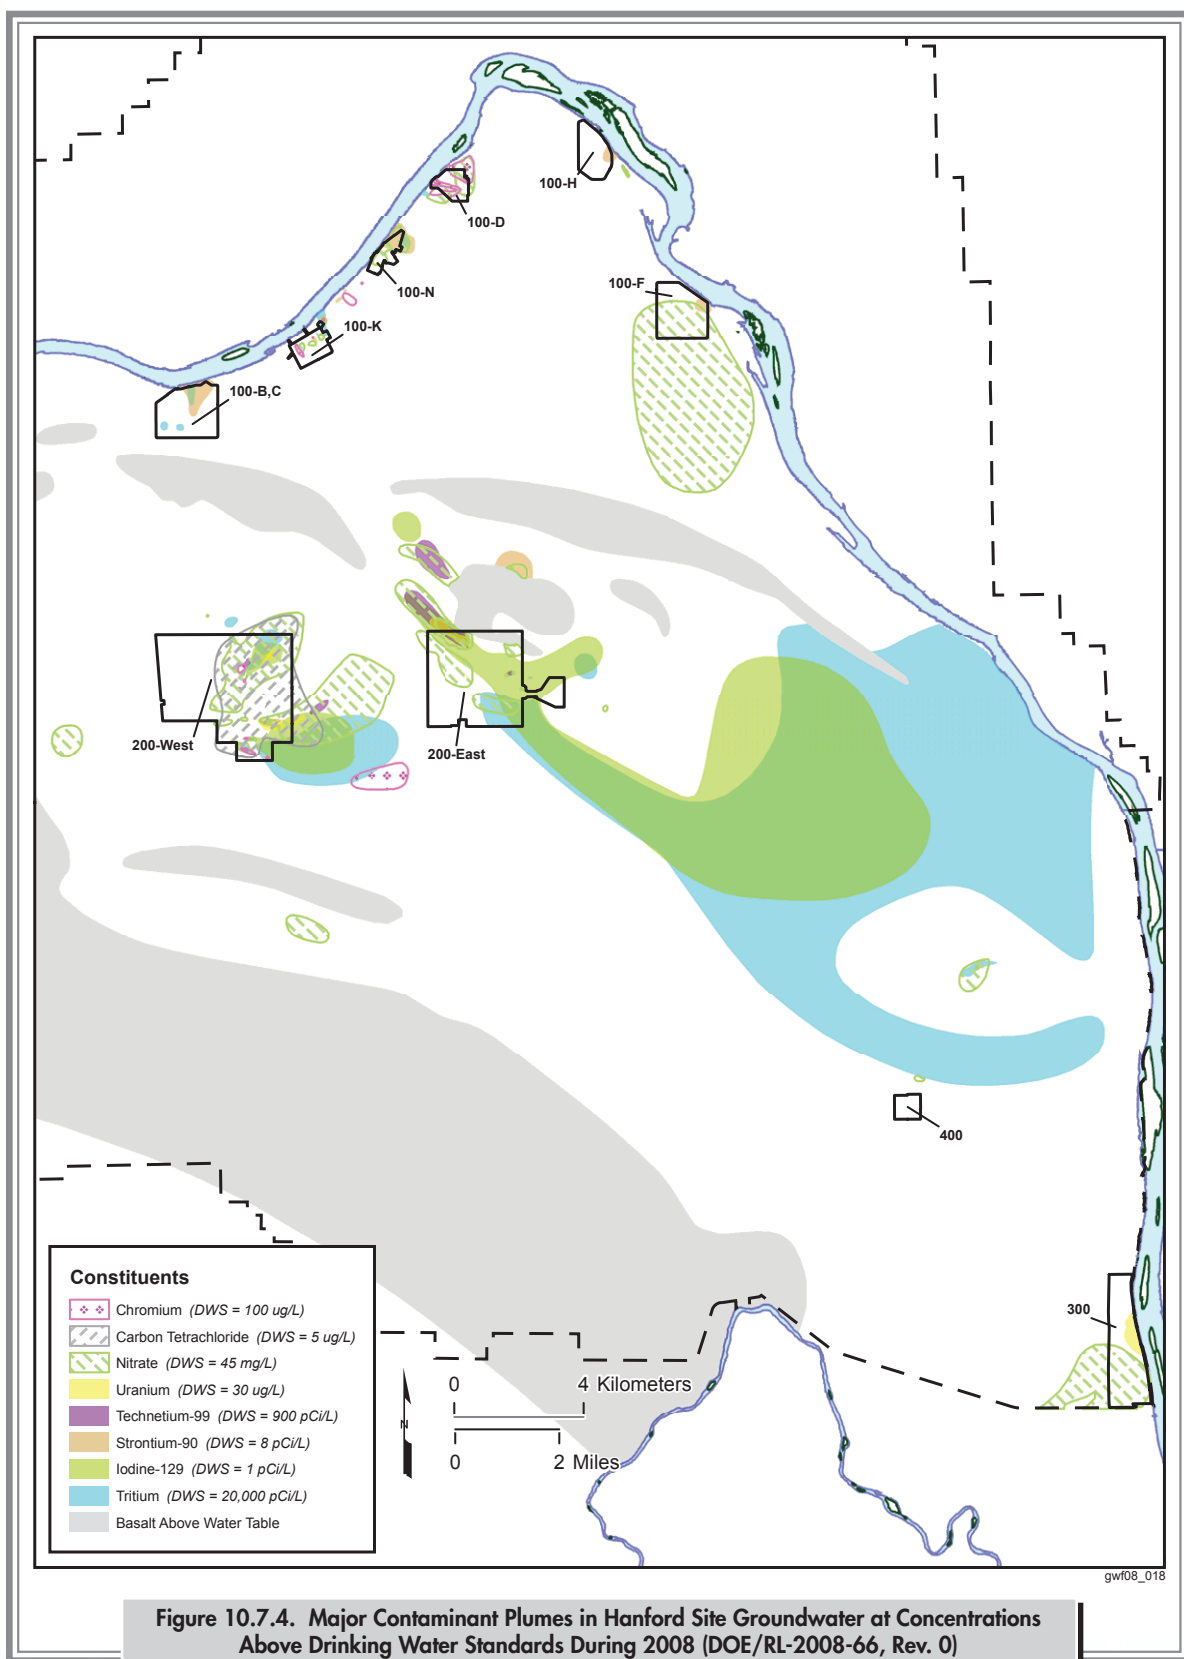 100-H
100-D
100-N
100-F
100-K
100-B,C
200-West
200-East
400
300
Constituents
Chromium (DWS = 100 ug/L)
Carbon Tetrachloride (DWS = 5 ug/L)
Nitrate (DWS = 45 mg/L)
Uranium (DWS = 30 ug/L)
Technetium-99 (DWS = 900 pCi/L)
Strontium-90 (DWS = 8 pCi/L)
Iodine-129 (DWS = 1 pCi/L)
Tritium (DWS = 20,000 pCi/L)
Basalt Above Water Table
N
0 4 Kilometers
0 2 Miles
gwf08_018
Figure 10.7.4. Major Contaminant Plumes in Hanford Site Groundwater at Concentrations
Above Drinking Water Standards During 2008 (DOE/RL-2008-66, Rev. 0)